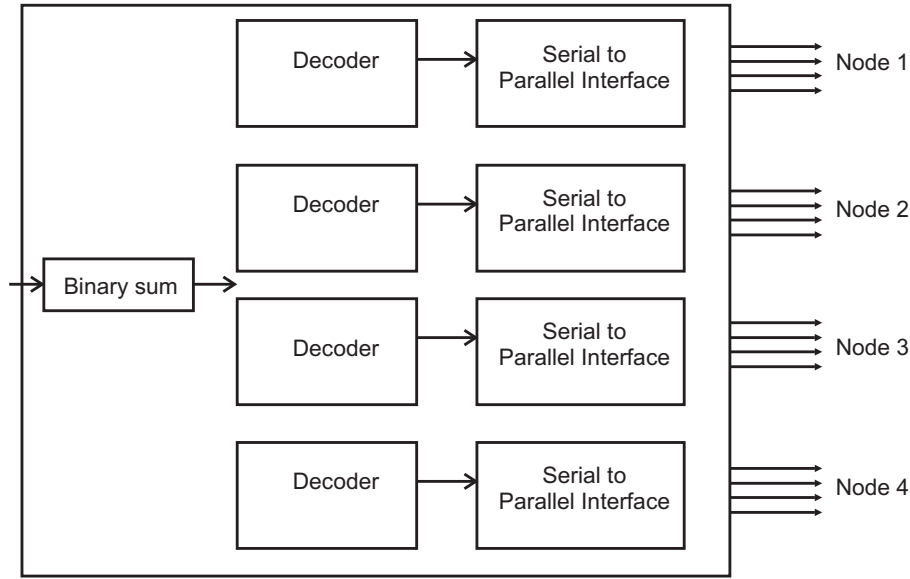 Decoder
Serial to
Parallel Interface
Node 1
Decoder
Serial to
Parallel Interface
Node 2
Binary sum
Decoder
Serial to
Parallel Interface
Node 3
Decoder
Serial to
Parallel Interface
Node 4